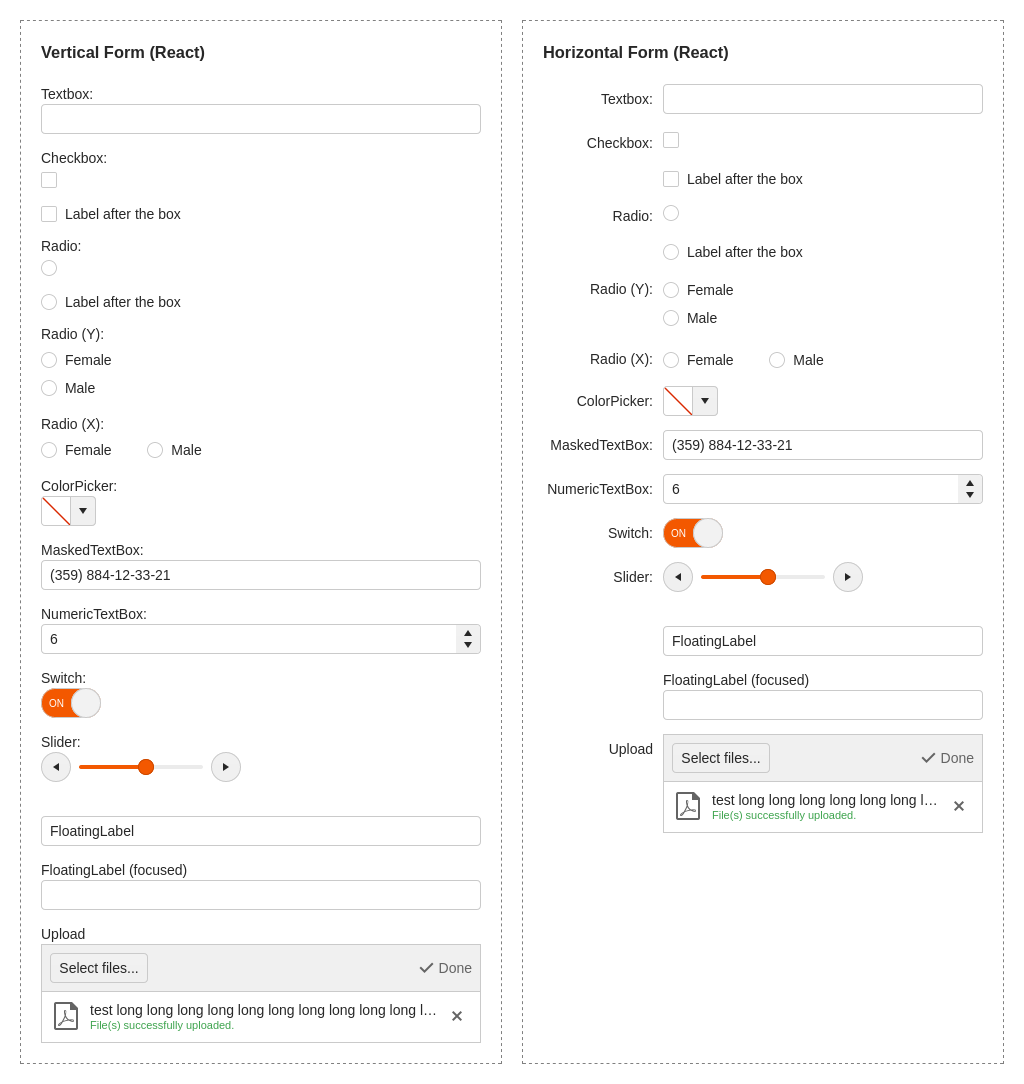 Vertical Form (React)
Textbox:
Checkbox:
Label after the box
Radio:
Label after the box
Radio (Y):
Female
Male
Radio (X):
Female Male
ColorPicker:
MaskedTextBox:
(359) 884-12-33-21
NumericTextBox:
6
Switch:
ON
Slider:
FloatingLabel
FloatingLabel (focused)
Upload
Select files... Done
test long long long long long long long long long long l…
File(s) successfully uploaded.
Horizontal Form (React)
Textbox:
Checkbox:
Label after the box
Radio:
Label after the box
Radio (Y): Female
Male
Radio (X): Female Male
ColorPicker:
MaskedTextBox: (359) 884-12-33-21
NumericTextBox: 6
Switch: ON
Slider:
FloatingLabel
FloatingLabel (focused)
Upload Select files... Done
test long long long long long long l…
File(s) successfully uploaded.